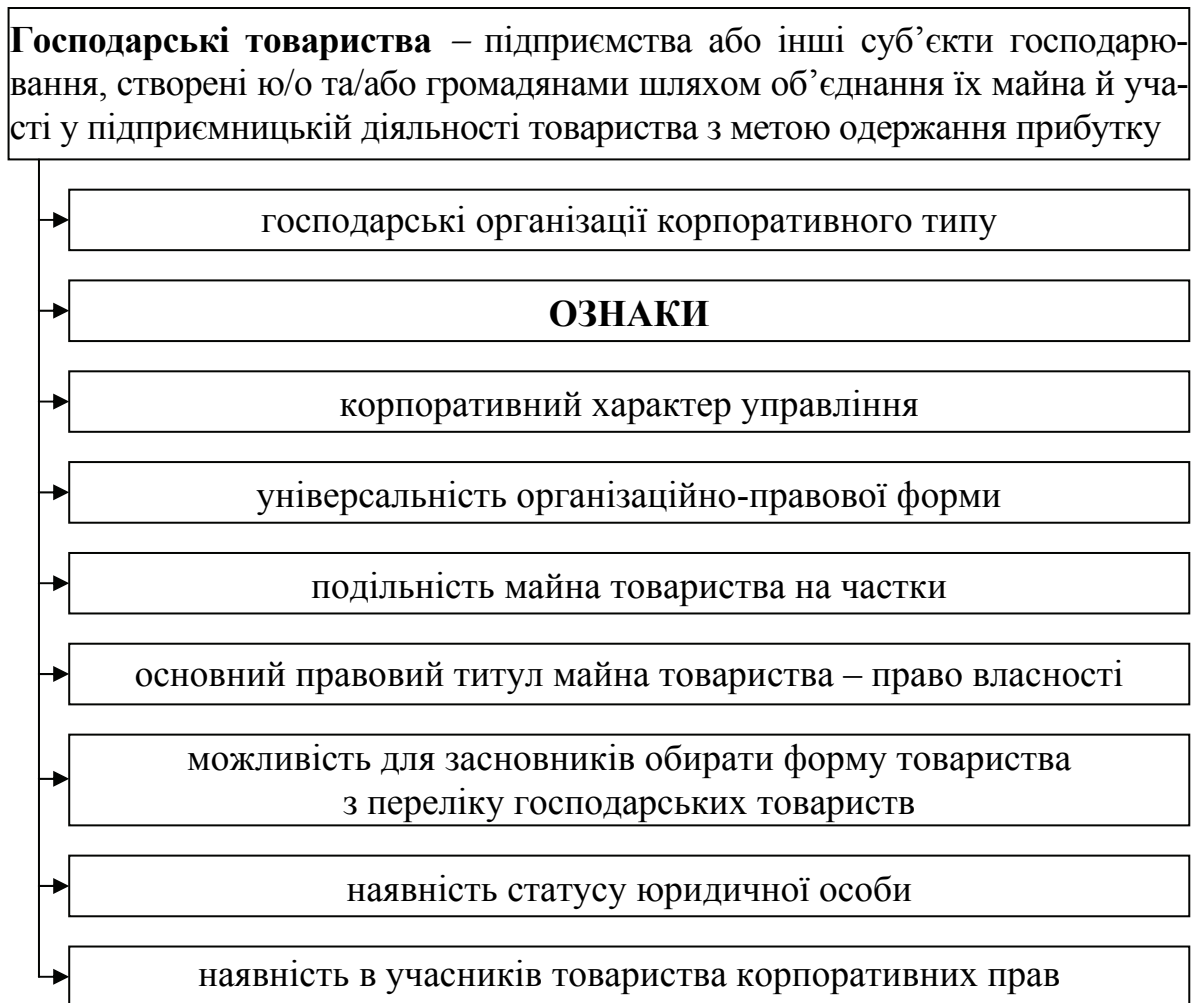 Господарські товариства – підприємства або інші суб’єкти господарю-
вання, створені ю/о та/або громадянами шляхом об’єднання їх майна й уча-
сті у підприємницькій діяльності товариства з метою одержання прибутку
господарські організації корпоративного типу
ОЗНАКИ
корпоративний характер управління
універсальність організаційно-правової форми
подільність майна товариства на частки
основний правовий титул майна товариства – право власності
можливість для засновників обирати форму товариства
з переліку господарських товариств
наявність статусу юридичної особи
наявність в учасників товариства корпоративних прав